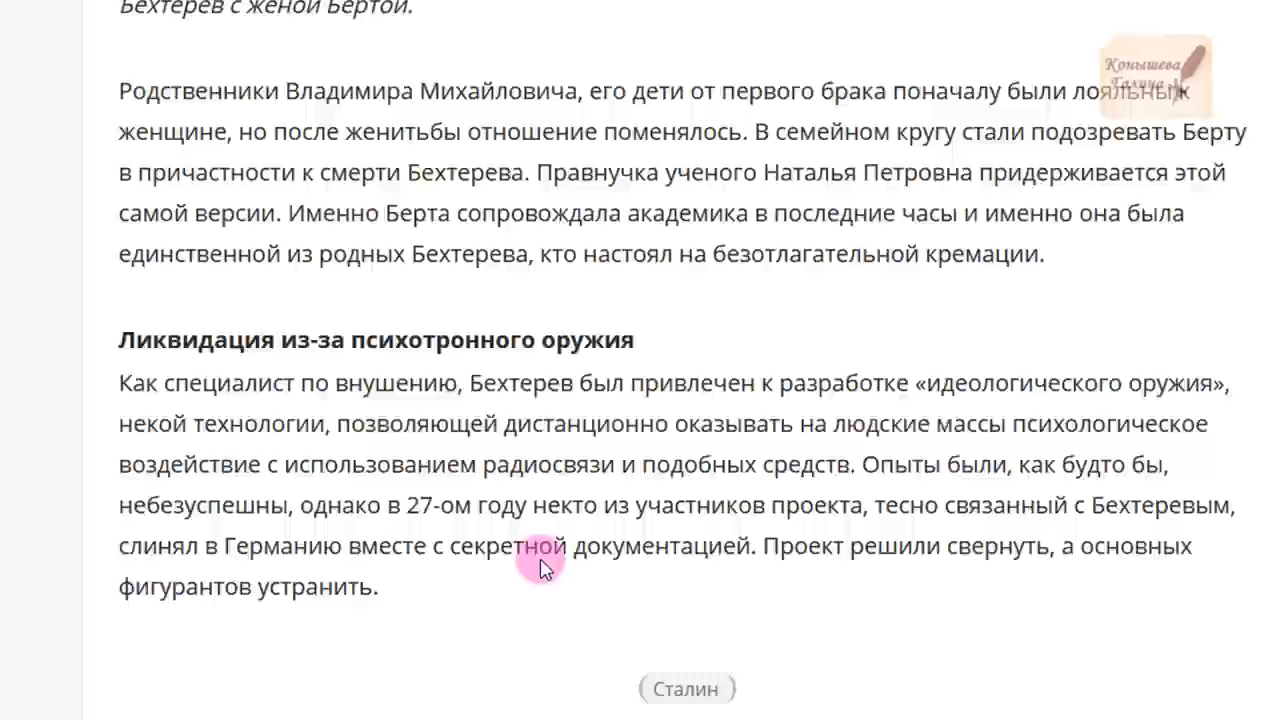 Бехтерев с женой Бертой.
Конышева
Галина
Родственники Владимира Михайловича, его дети от первого брака поначалу были лояльны к
женщине, но после женитьбы отношение поменялось. В семейном кругу стали подозревать Берту
в причастности к смерти Бехтерева. Правнучка ученого Наталья Петровна придерживается этой
самой версии. Именно Берта сопровождала академика в последние часы и именно она была
единственной из родных Бехтерева, кто настоял на безотлагательной кремации.
Ликвидация из-за психотронного оружия
Как специалист по внушению, Бехтерев был привлечен к разработке «идеологического оружия»,
некой технологии, позволяющей дистанционно оказывать на людские массы психологическое
воздействие с использованием радиосвязи и подобных средств. Опыты были, как будто бы,
небезуспешны, однако в 27-ом году некто из участников проекта, тесно связанный с Бехтеревым,
слинял в Германию вместе с секретной документацией. Проект решили свернуть, а основных
фигурантов устранить.
Сталин